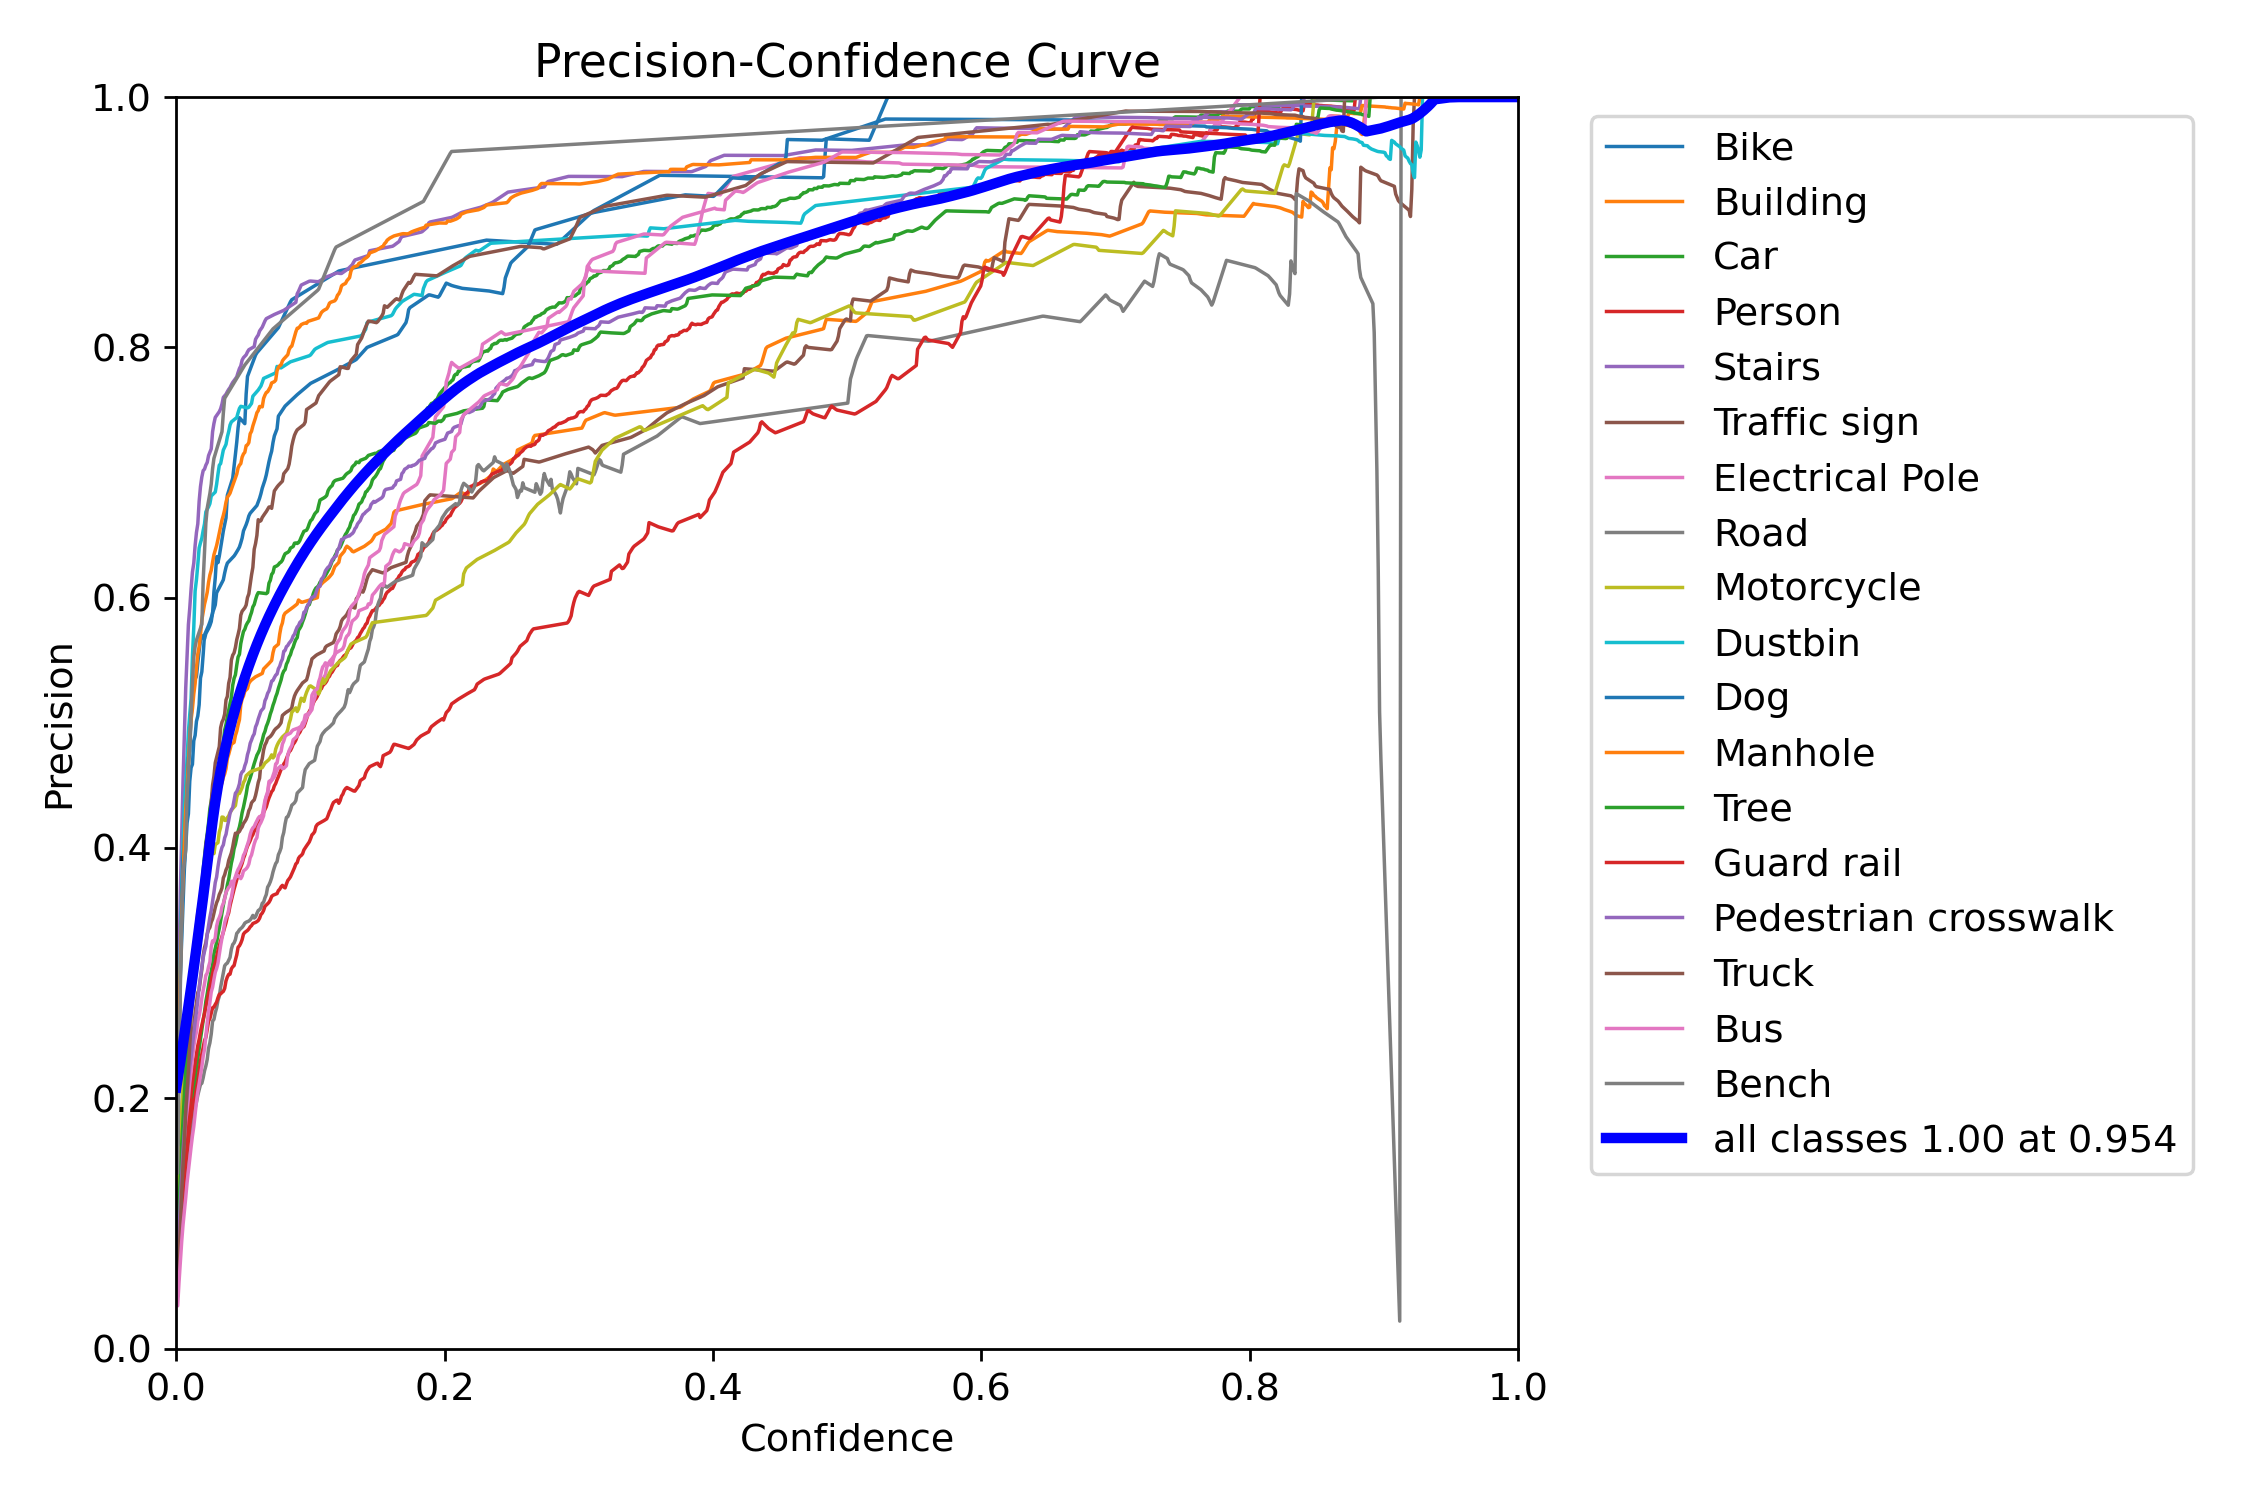 Precision-Confidence Curve
1.0
0.8
0.6
0.4
0.2
0.0
Precision
0.0 0.2 0.4 0.6 0.8 1.0
Confidence
Bike
Building
Car
Person
Stairs
Traffic sign
Electrical Pole
Road
Motorcycle
Dustbin
Dog
Manhole
Tree
Guard rail
Pedestrian crosswalk
Truck
Bus
Bench
all classes 1.00 at 0.954